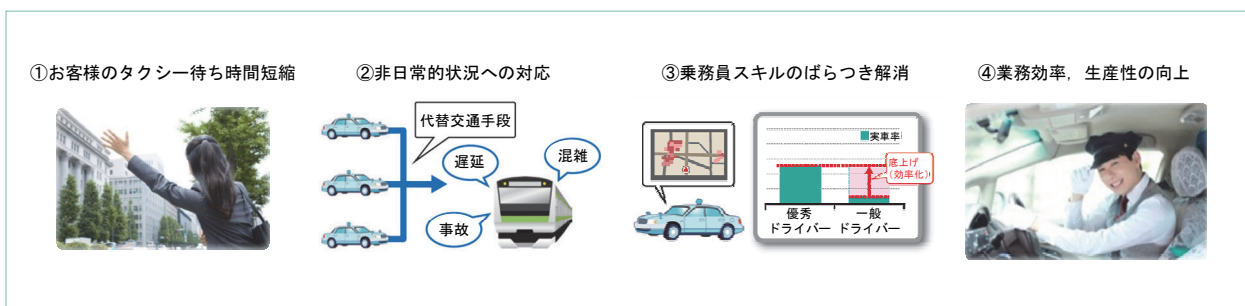 ①お客様のタクシー待ち時間短縮
②非日常的状況への対応
代替交通手段
遅延
混雑
事故
③乗務員スキルのばらつき解消
実車率
底上げ
(効率化)
優秀
ドライバー
一般
ドライバー
④業務効率，生産性の向上